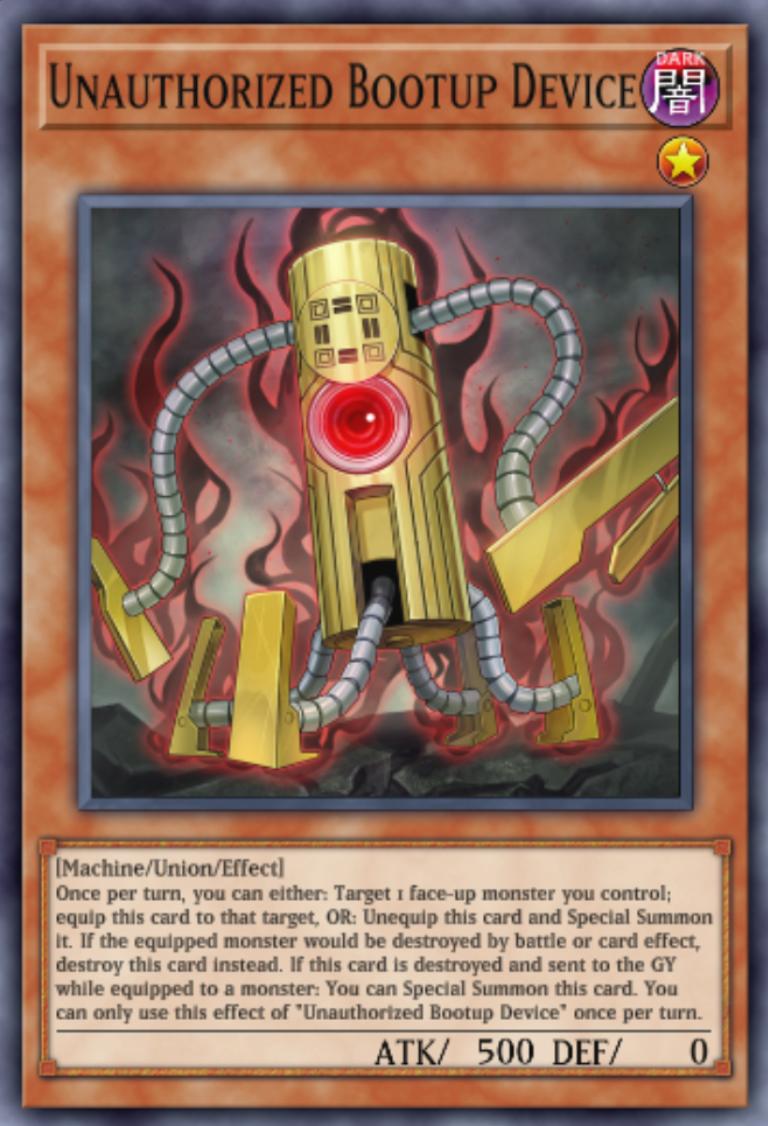 UNAUTHORIZED BOOTUP DEVICE
DARK
闇
[Machine/Union/Effect]
Once per turn, you can either: Target 1 face-up monster you control;
equip this card to that target, OR: Unequip this card and Special Summon
it. If the equipped monster would be destroyed by battle or card effect,
destroy this card instead. If this card is destroyed and sent to the GY
while equipped to a monster: You can Special Summon this card. You
can only use this effect of "Unauthorized Bootup Device" once per turn.
ATK/ 500 DEF/ 0